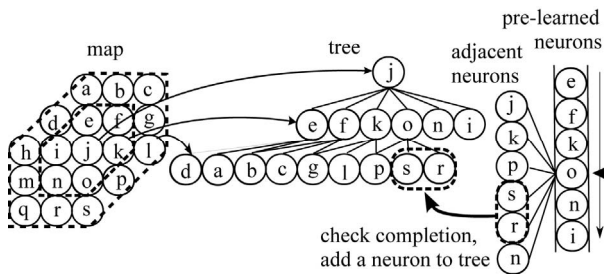 pre-learned
neurons
map
tree
adjacent
neurons
a b c
d e f g
h i j k l
m n o p
q r s
j
e f k o n i
d a b c g l p s r
j
k
p
s
r
n
e
f
k
o
n
i
check completion,
add a neuron to tree